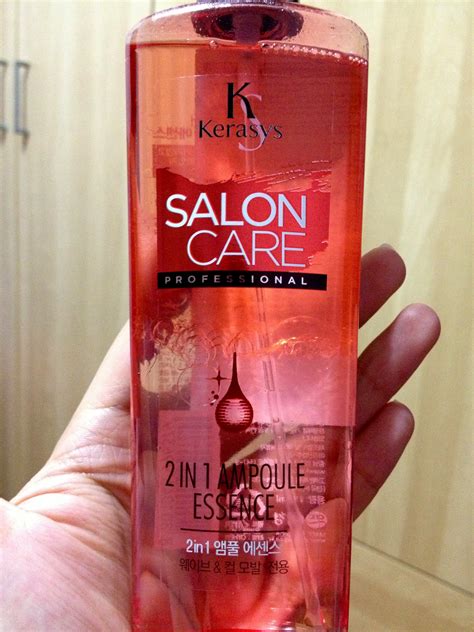 KS
Kerasys
SALON
CARE
PROFESSIONAL
2 IN 1 AMPOULE
ESSENCE
2in1 앰풀 에센스
웨이브 & 컬 모발 전용